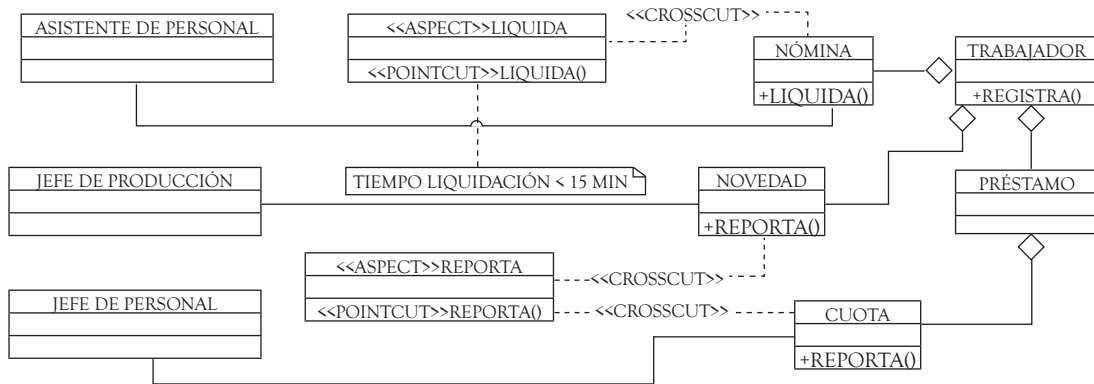 <<CROSSCUT>>
ASISTENTE DE PERSONAL
<<ASPECT>>LIQUIDA
<<POINTCUT>>LIQUIDA()
NÓMINA
+LIQUIDA()
TRABAJADOR
+REGISTRA()
JEFE DE PRODUCCIÓN
TIEMPO LIQUIDACIÓN < 15 MIN
NOVEDAD
+REPORTA()
PRÉSTAMO
<<ASPECT>>REPORTA
<<POINTCUT>>REPORTA()
<<CROSSCUT>>
<<CROSSCUT>>
JEFE DE PERSONAL
CUOTA
+REPORTA()